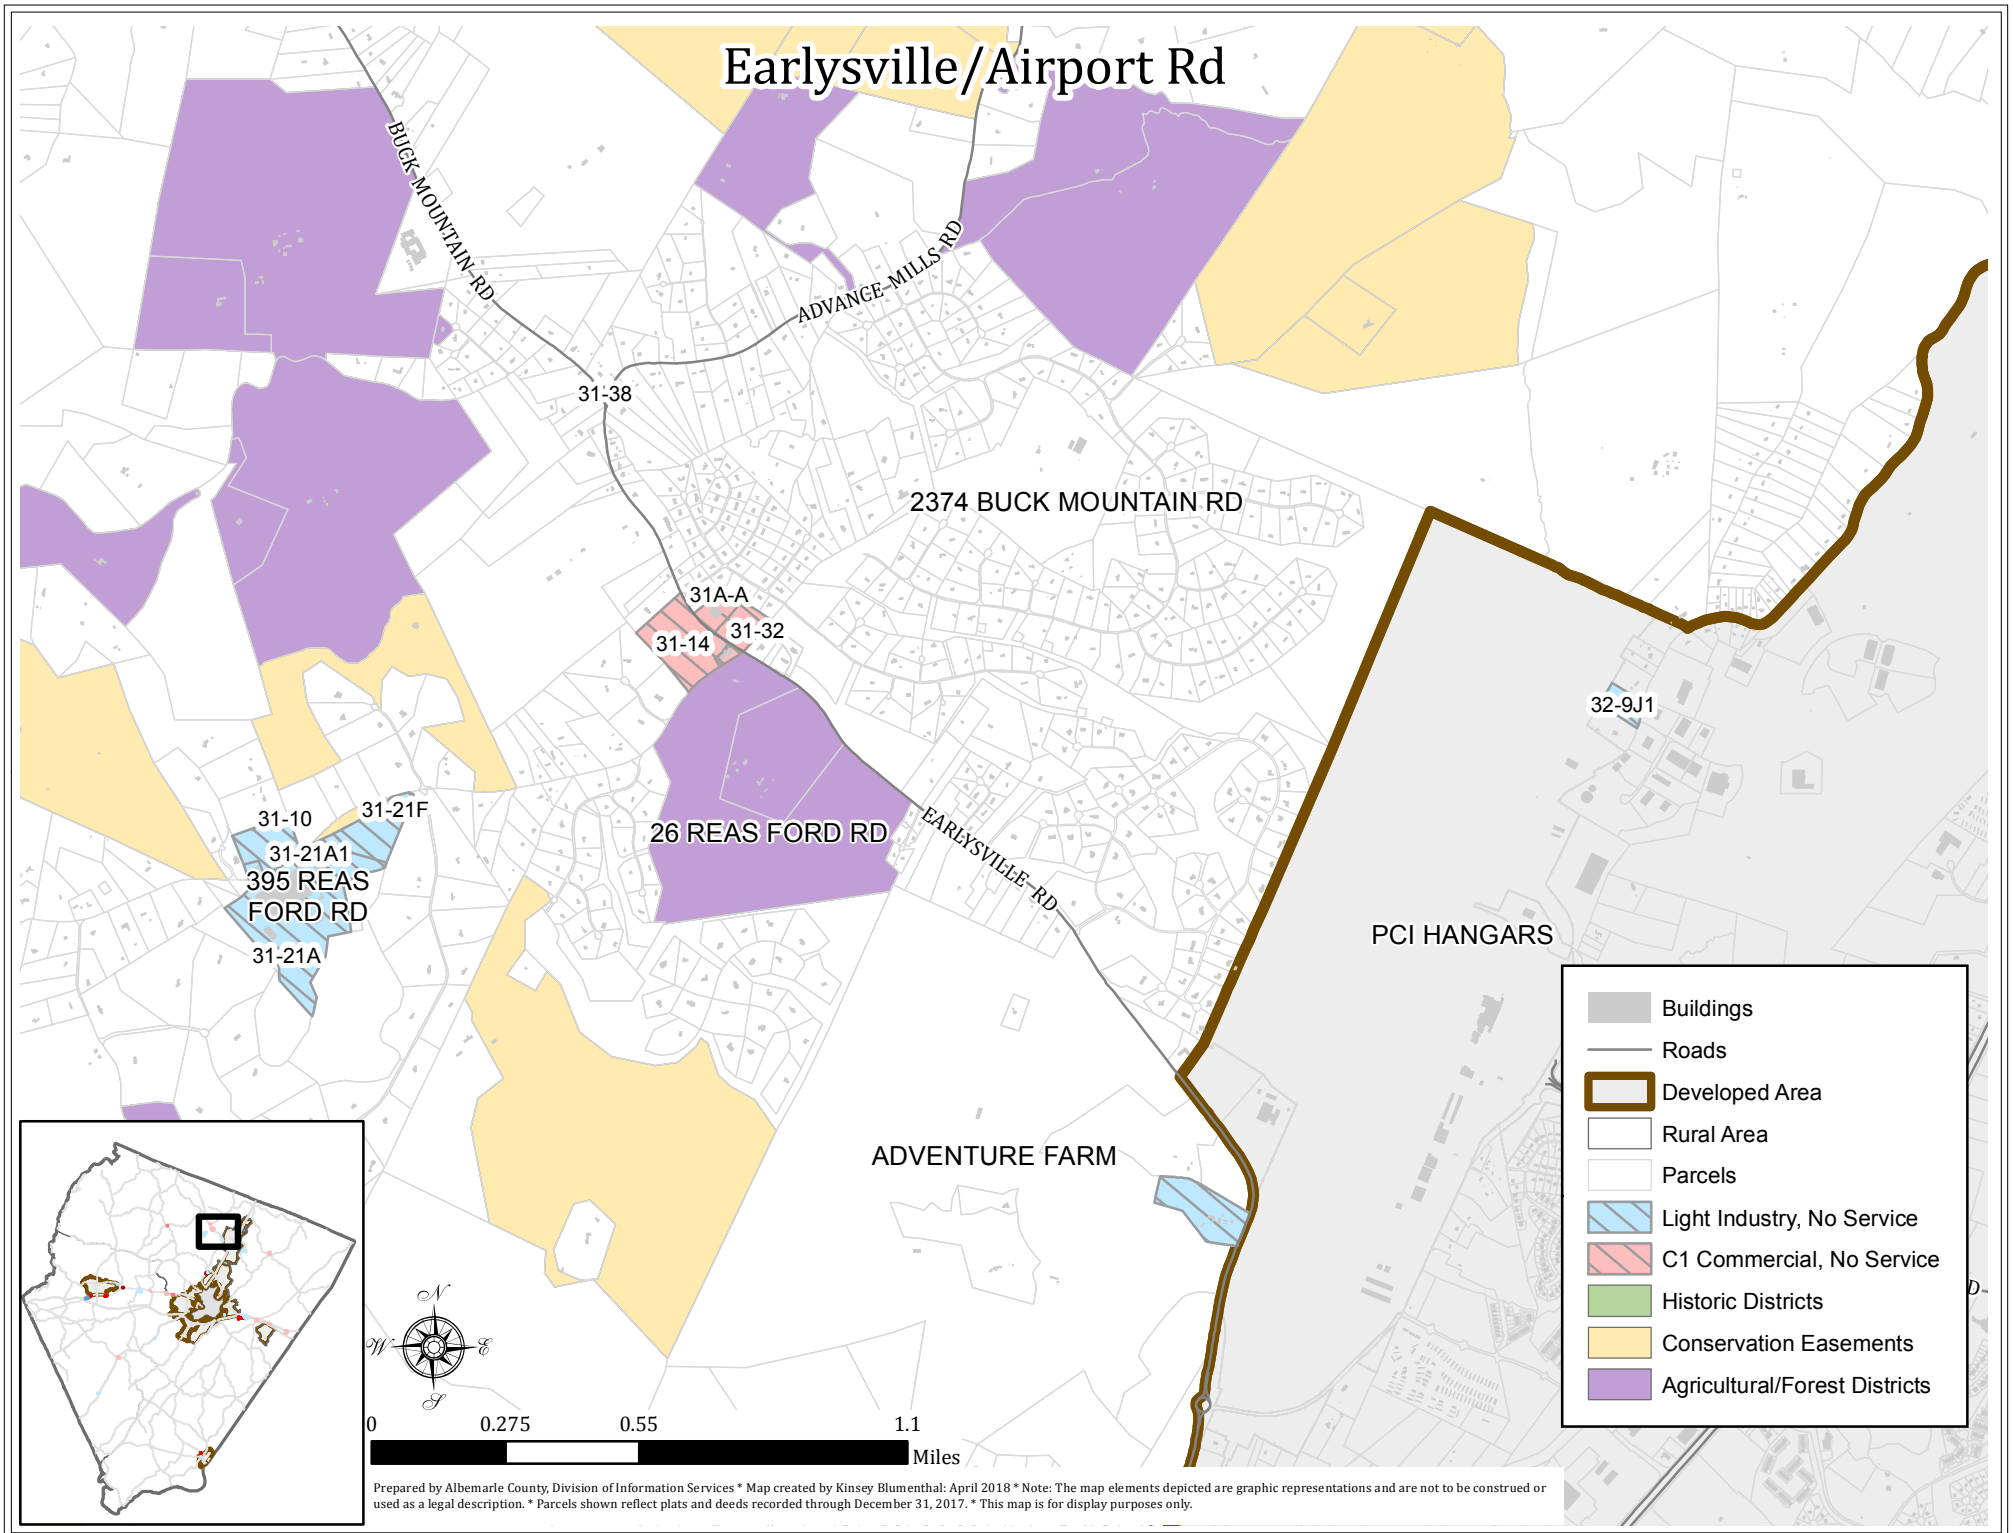 Earlysville/Airport Rd
BUCK MOUNTAIN RD
ADVANCE MILLS RD
31-38
2374 BUCK MOUNTAIN RD
31A-A
31-32
31-14
32-9J1
31-10
31-21F
31-21A1
395 REAS
FORD RD
31-21A
26 REAS FORD RD
EARLYSVILLE RD
PCI HANGARS
ADVENTURE FARM
Buildings
Roads
Developed Area
Rural Area
Parcels
Light Industry, No Service
C1 Commercial, No Service
Historic Districts
Conservation Easements
Agricultural/Forest Districts
D
N
W
E
S
0 0.275 0.55 1.1
Miles
Prepared by Albemarle County, Division of Information Services * Map created by Kinsey Blumenthal: April 2018 * Note: The map elements depicted are graphic representations and are not to be construed or
used as a legal description. * Parcels shown reflect plats and deeds recorded through December 31, 2017. * This map is for display purposes only.